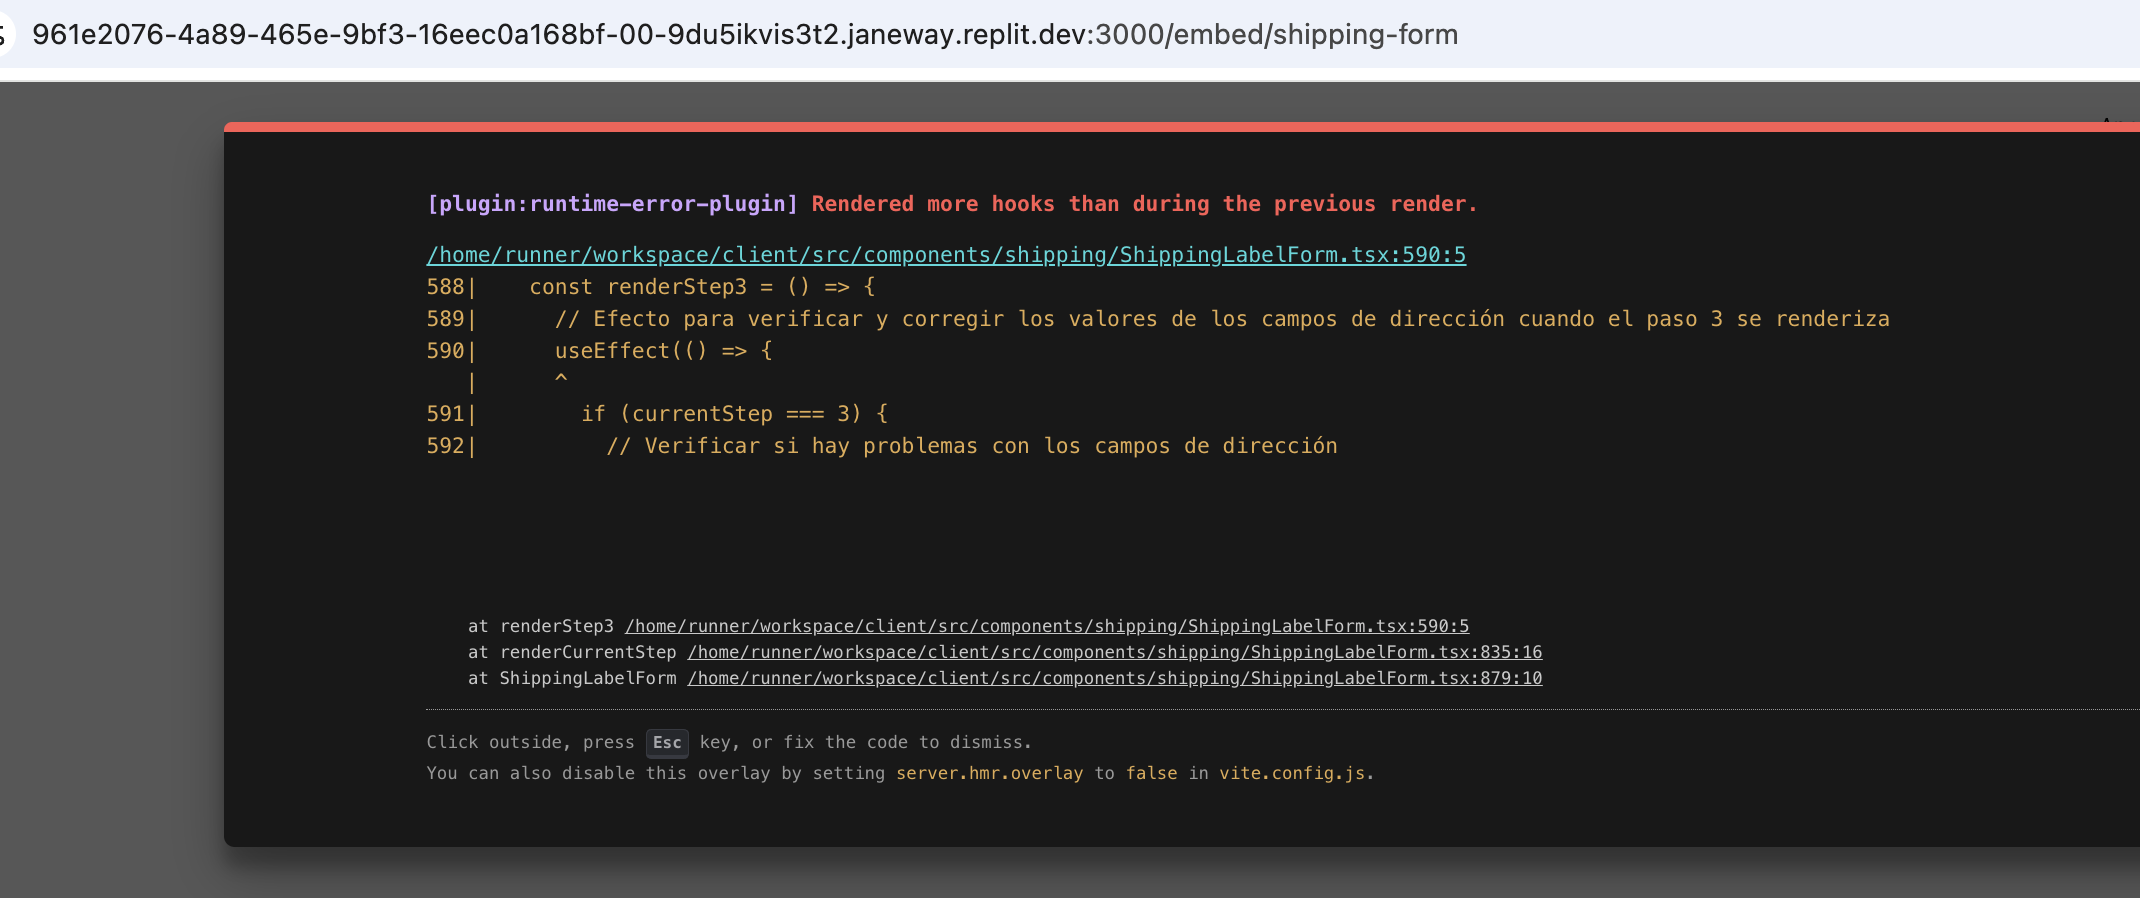 961e2076-4a89-465e-9bf3-16eec0a168bf-00-9du5ikvis3t2.janeway.replit.dev:3000/embed/shipping-form
[plugin:runtime-error-plugin] Rendered more hooks than during the previous render.
/home/runner/workspace/client/src/components/shipping/ShippingLabelForm.tsx:590:5
588|    const renderStep3 = () => {
589|      // Efecto para verificar y corregir los valores de los campos de dirección cuando el paso 3 se renderiza
590|      useEffect(() => {
   |      ^
591|        if (currentStep === 3) {
592|          // Verificar si hay problemas con los campos de dirección
at renderStep3 /home/runner/workspace/client/src/components/shipping/ShippingLabelForm.tsx:590:5
at renderCurrentStep /home/runner/workspace/client/src/components/shipping/ShippingLabelForm.tsx:835:16
at ShippingLabelForm /home/runner/workspace/client/src/components/shipping/ShippingLabelForm.tsx:879:10
Click outside, press Esc key, or fix the code to dismiss.
You can also disable this overlay by setting server.hmr.overlay to false in vite.config.js.